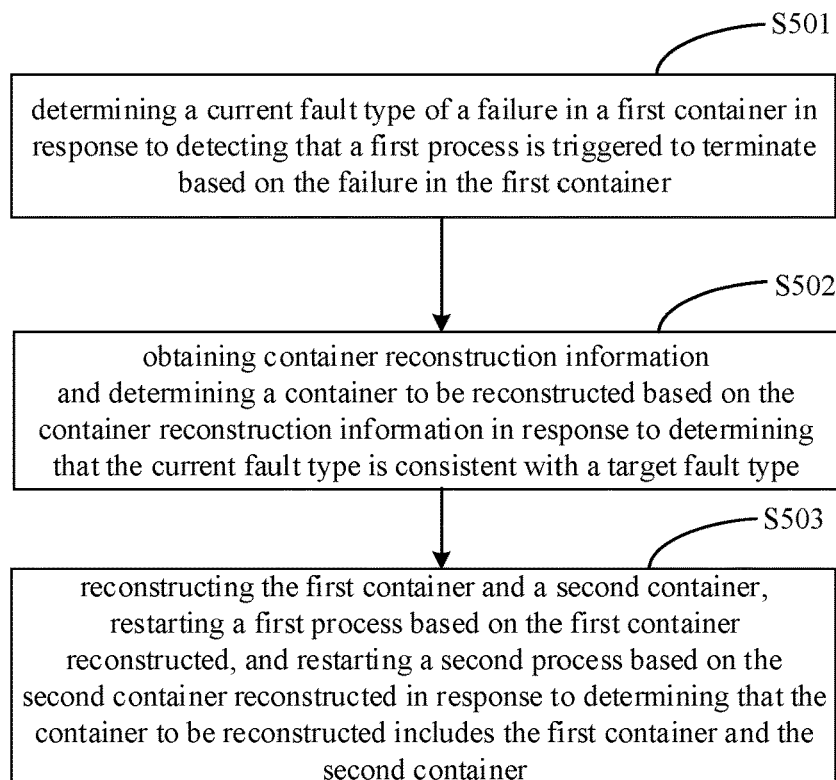 S501
determining a current fault type of a failure in a first container in
response to detecting that a first process is triggered to terminate
based on the failure in the first container
S502
obtaining container reconstruction information
and determining a container to be reconstructed based on the
container reconstruction information in response to determining
that the current fault type is consistent with a target fault type
S503
reconstructing the first container and a second container,
restarting a first process based on the first container
reconstructed, and restarting a second process based on the
second container reconstructed in response to determining that the
container to be reconstructed includes the first container and the
second container